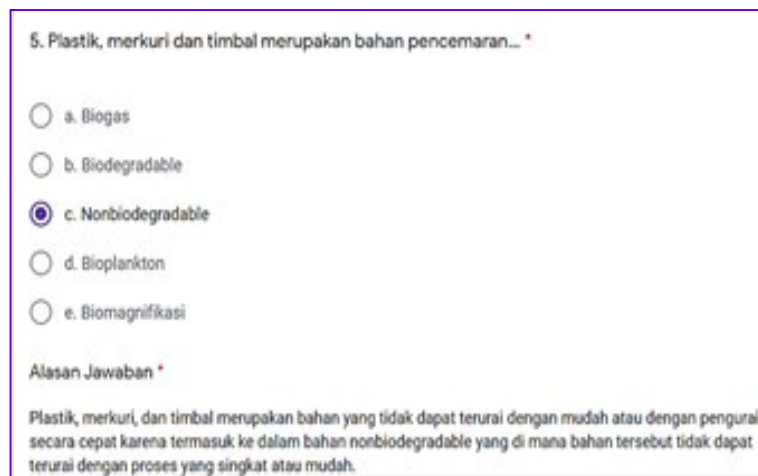 5. Plastik, merkuri dan timbal merupakan bahan pencemaran... *
a. Biogas
b. Biodegradable
c. Nonbiodegradable
d. Bioplankton
e. Biomagnifikasi
Alasan Jawaban *
Plastik, merkuri, dan timbal merupakan bahan yang tidak dapat terurai dengan mudah atau dengan pengurai
secara cepat karena termasuk ke dalam bahan nonbiodegradable yang di mana bahan tersebut tidak dapat
terurai dengan proses yang singkat atau mudah.